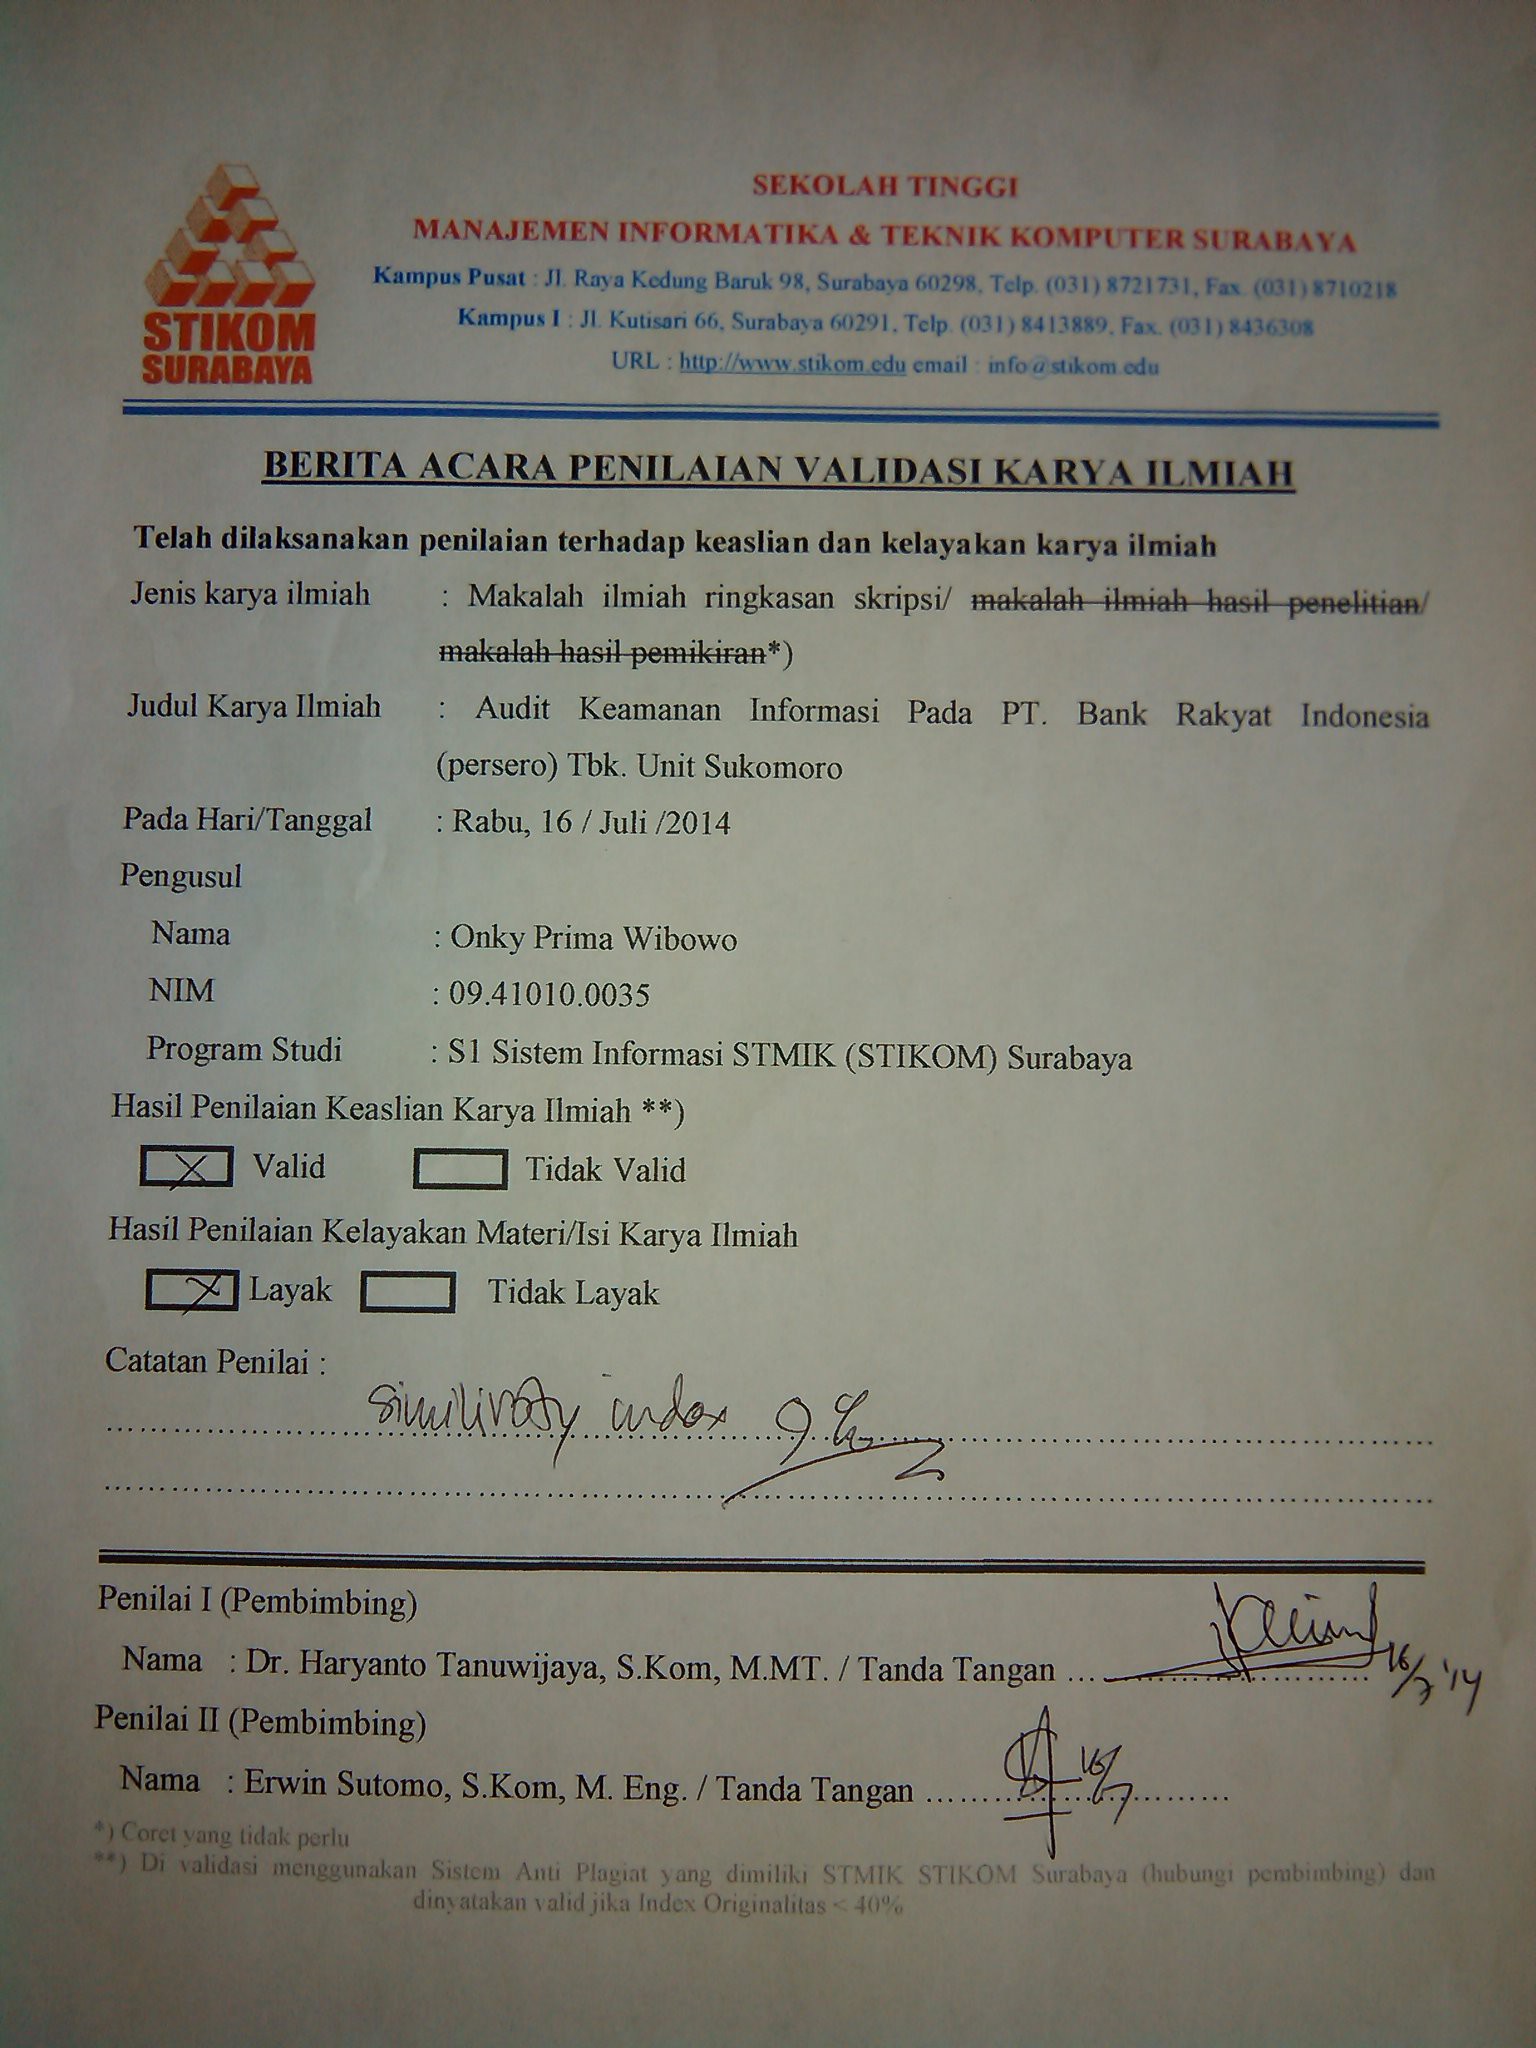 STIKOM
SURABAYA
SEKOLAH TINGGI
MANAJEMEN INFORMATIKA & TEKNIK KOMPUTER SURABAYA
Kampus Pusat : Jl. Raya Kedung Baruk 98, Surabaya 60298, Telp. (031) 8721731, Fax. (031) 8710218
Kampus I : Jl. Kutisari 66, Surabaya 60291, Telp. (031) 8413889, Fax. (031) 8436308
URL : http://www.stikom.edu email : info@stikom.edu
BERITA ACARA PENILAIAN VALIDASI KARYA ILMIAH
Telah dilaksanakan penilaian terhadap keaslian dan kelayakan karya ilmiah
Jenis karya ilmiah : Makalah ilmiah ringkasan skripsi/ makalah ilmiah hasil penelitian/
makalah hasil pemikiran*)
Judul Karya Ilmiah : Audit Keamanan Informasi Pada PT. Bank Rakyat Indonesia
(persero) Tbk. Unit Sukomoro
Pada Hari/Tanggal : Rabu, 16 / Juli /2014
Pengusul
Nama : Onky Prima Wibowo
NIM : 09.41010.0035
Program Studi : S1 Sistem Informasi STMIK (STIKOM) Surabaya
Hasil Penilaian Keaslian Karya Ilmiah **)
X Valid Tidak Valid
Hasil Penilaian Kelayakan Materi/Isi Karya Ilmiah
X Layak Tidak Layak
Catatan Penilai :
similiraty index 9 %
Penilai I (Pembimbing)
Nama : Dr. Haryanto Tanuwijaya, S.Kom, M.MT. / Tanda Tangan .... 16/7 '14
Penilai II (Pembimbing)
Nama : Erwin Sutomo, S.Kom, M. Eng. / Tanda Tangan .... 16/7
*) Coret yang tidak perlu
**) Di validasi menggunakan Sistem Anti Plagiat yang dimiliki STMIK STIKOM Surabaya (hubungi pembimbing) dan
dinyatakan valid jika Index Originalitas < 40%